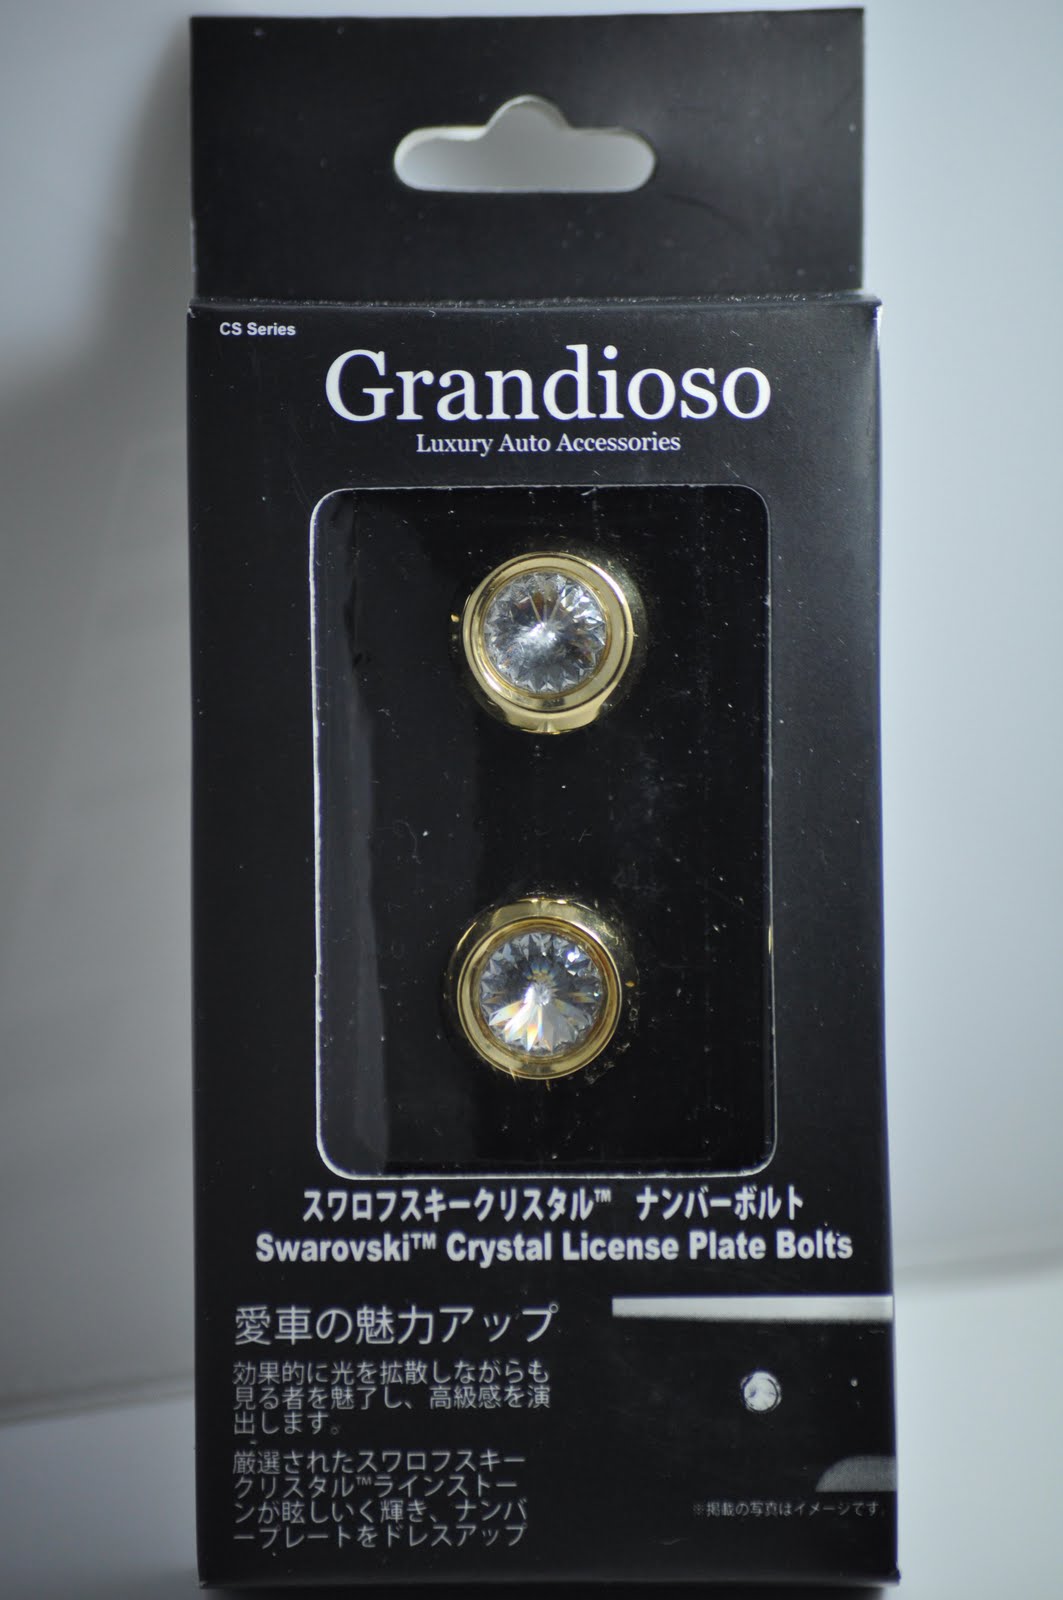 CS Series
Grandioso
Luxury Auto Accessories
スワロフスキークリスタル™ ナンバーボルト
Swarovski™ Crystal License Plate Bolts
愛車の魅力アップ
効果的に光を拡散しながらも
見る者を魅了し、高級感を演
出します。
厳選されたスワロフスキー
クリスタル™ラインストー
ンが眩しいく輝き、ナンバ
ープレートをドレスアップ
※掲載の写真はイメージです。